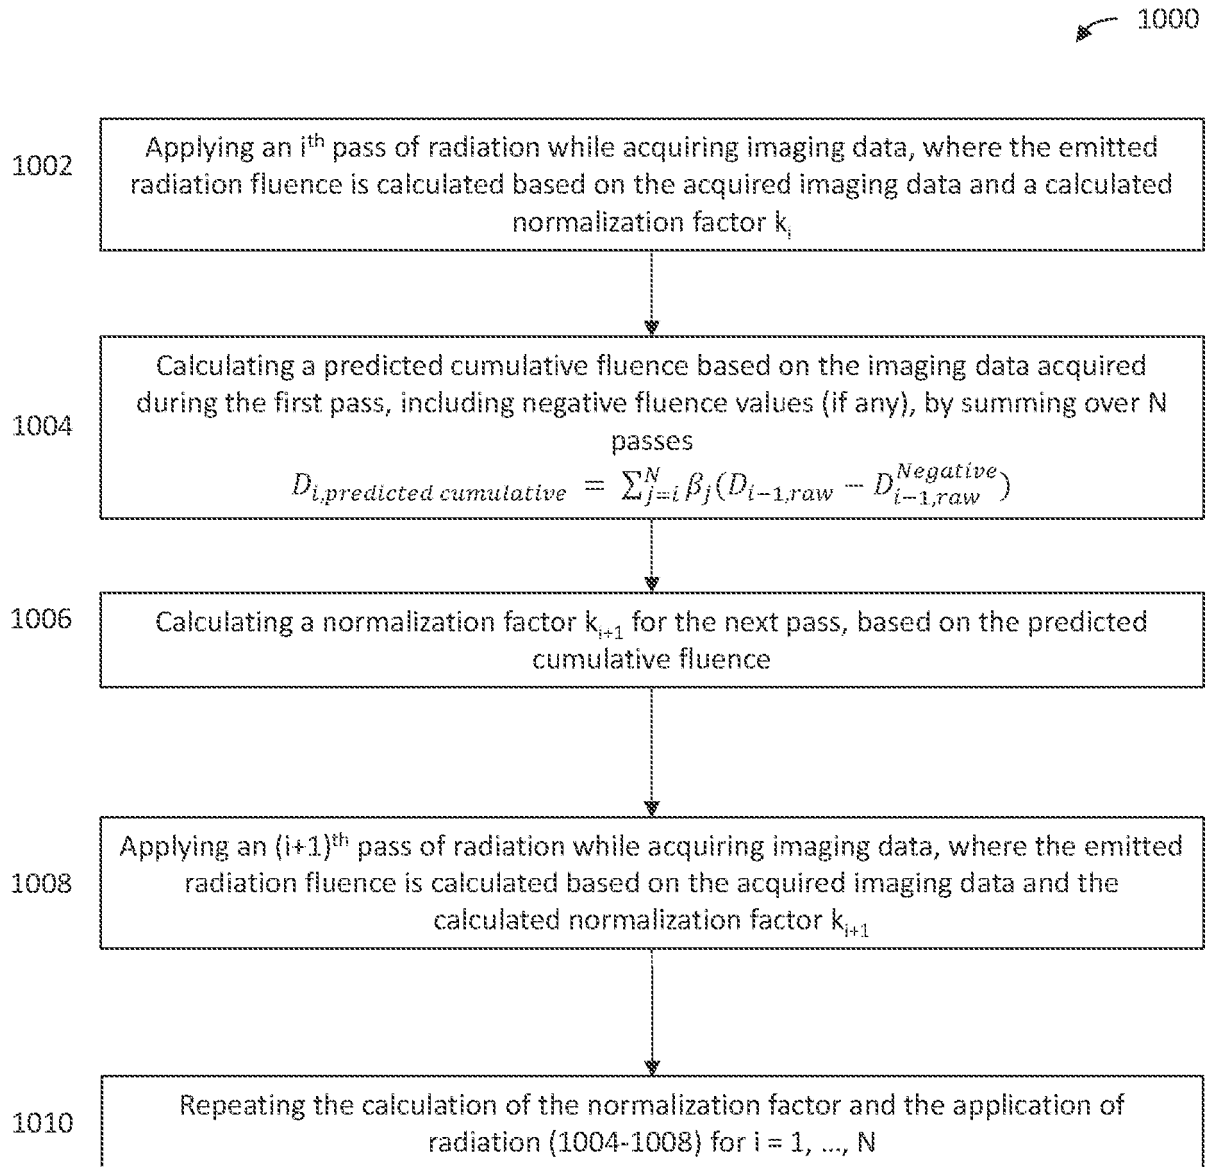 1000
1002
Applying an iᵗʰ pass of radiation while acquiring imaging data, where the emitted
radiation fluence is calculated based on the acquired imaging data and a calculated
normalization factor kᵢ
1004
Calculating a predicted cumulative fluence based on the imaging data acquired
during the first pass, including negative fluence values (if any), by summing over N
passes
$D_{i,predicted\ cumulative} = \sum_{j=i}^{N} \beta_j (D_{i-1,raw} - D_{i-1,raw}^{Negative})$
1006
Calculating a normalization factor kᵢ₊₁ for the next pass, based on the predicted
cumulative fluence
1008
Applying an (i+1)ᵗʰ pass of radiation while acquiring imaging data, where the emitted
radiation fluence is calculated based on the acquired imaging data and the
calculated normalization factor kᵢ₊₁
1010
Repeating the calculation of the normalization factor and the application of
radiation (1004-1008) for i = 1, ..., N